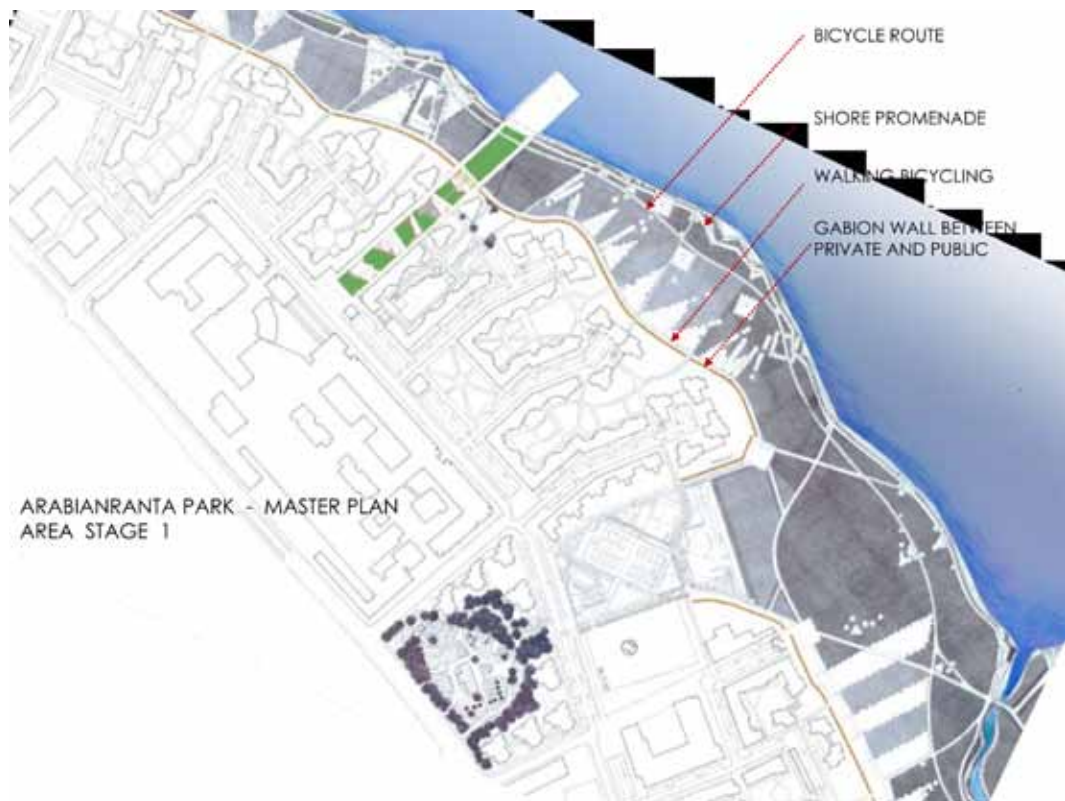 BICYCLE ROUTE
SHORE PROMENADE
WALKING BICYCLING
GABION WALL BETWEEN
PRIVATE AND PUBLIC
ARABIANRANTA PARK - MASTER PLAN
AREA STAGE 1